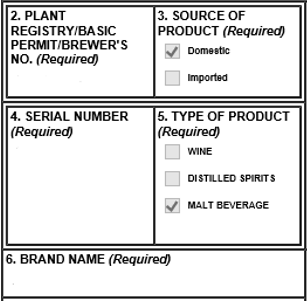 2. PLANT
REGISTRY/BASIC
PERMIT/BREWER'S
NO. (Required)
3. SOURCE OF
PRODUCT (Required)
Domestic
Imported
4. SERIAL NUMBER
(Required)
5. TYPE OF PRODUCT
(Required)
WINE
DISTILLED SPIRITS
MALT BEVERAGE
6. BRAND NAME (Required)